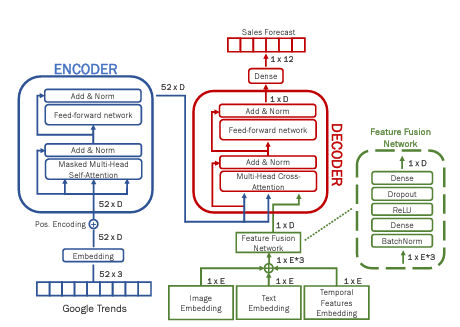 Sales Forecast
1 x 12
Dense
1 x D
ENCODER
52 x D
Add & Norm
Feed-forward network
Add & Norm
Masked Multi-Head
Self-Attention
52 x D
Pos. Encoding
52 x D
Embedding
52 x 3
Google Trends
DECODER
Add & Norm
Feed-forward network
Add & Norm
Multi-Head Cross-
Attention
1 x D
Feature Fusion
Network
1 x E*3
1 x E
1 x E
1 x E
Image
Embedding
Text
Embedding
Temporal
Features
Embedding
Feature Fusion
Network
1 x D
Dense
Dropout
ReLU
Dense
BatchNorm
1 x E*3